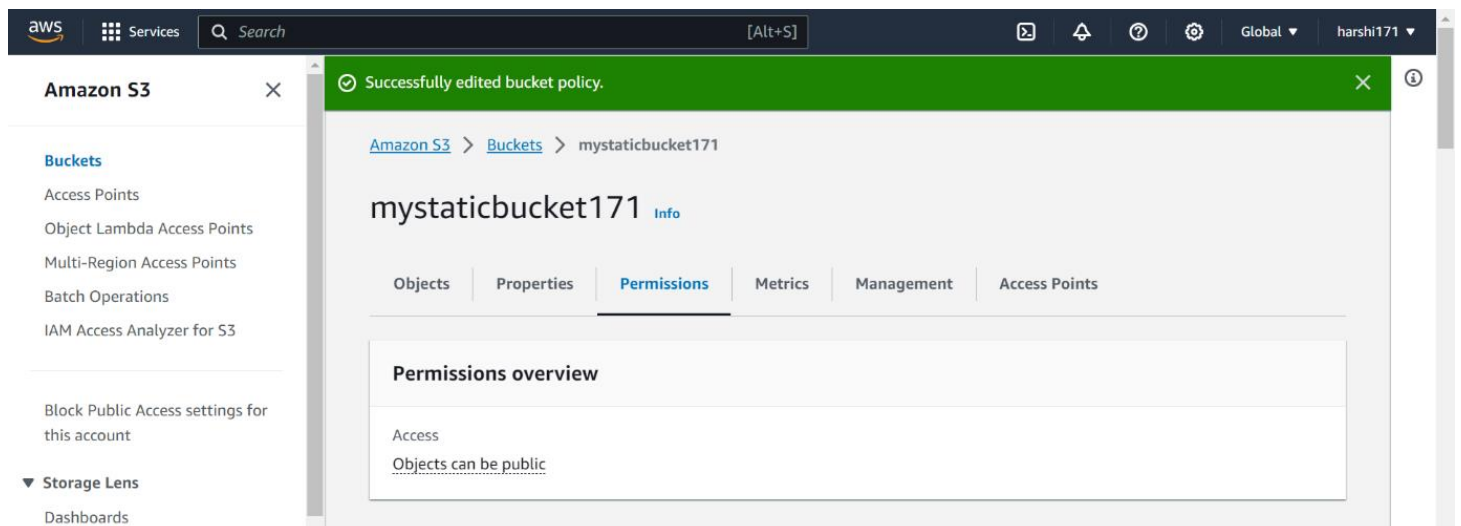 aws
Services
Search
[Alt+S]
Global
harshi171
Amazon S3
Buckets
Access Points
Object Lambda Access Points
Multi-Region Access Points
Batch Operations
IAM Access Analyzer for S3
Block Public Access settings for
this account
Storage Lens
Dashboards
Successfully edited bucket policy.
Amazon S3 > Buckets > mystaticbucket171
mystaticbucket171 Info
Objects
Properties
Permissions
Metrics
Management
Access Points
Permissions overview
Access
Objects can be public